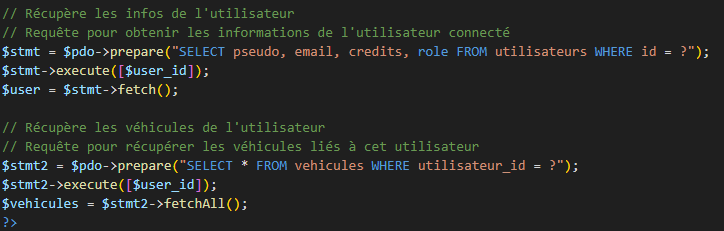 // Récupère les infos de l'utilisateur
// Requête pour obtenir les informations de l'utilisateur connecté
$stmt = $pdo->prepare("SELECT pseudo, email, credits, role FROM utilisateurs WHERE id = ?");
$stmt->execute([$user_id]);
$user = $stmt->fetch();

// Récupère les véhicules de l'utilisateur
// Requête pour récupérer les véhicules liés à cet utilisateur
$stmt2 = $pdo->prepare("SELECT * FROM vehicules WHERE utilisateur_id = ?");
$stmt2->execute([$user_id]);
$vehicules = $stmt2->fetchAll();
?>